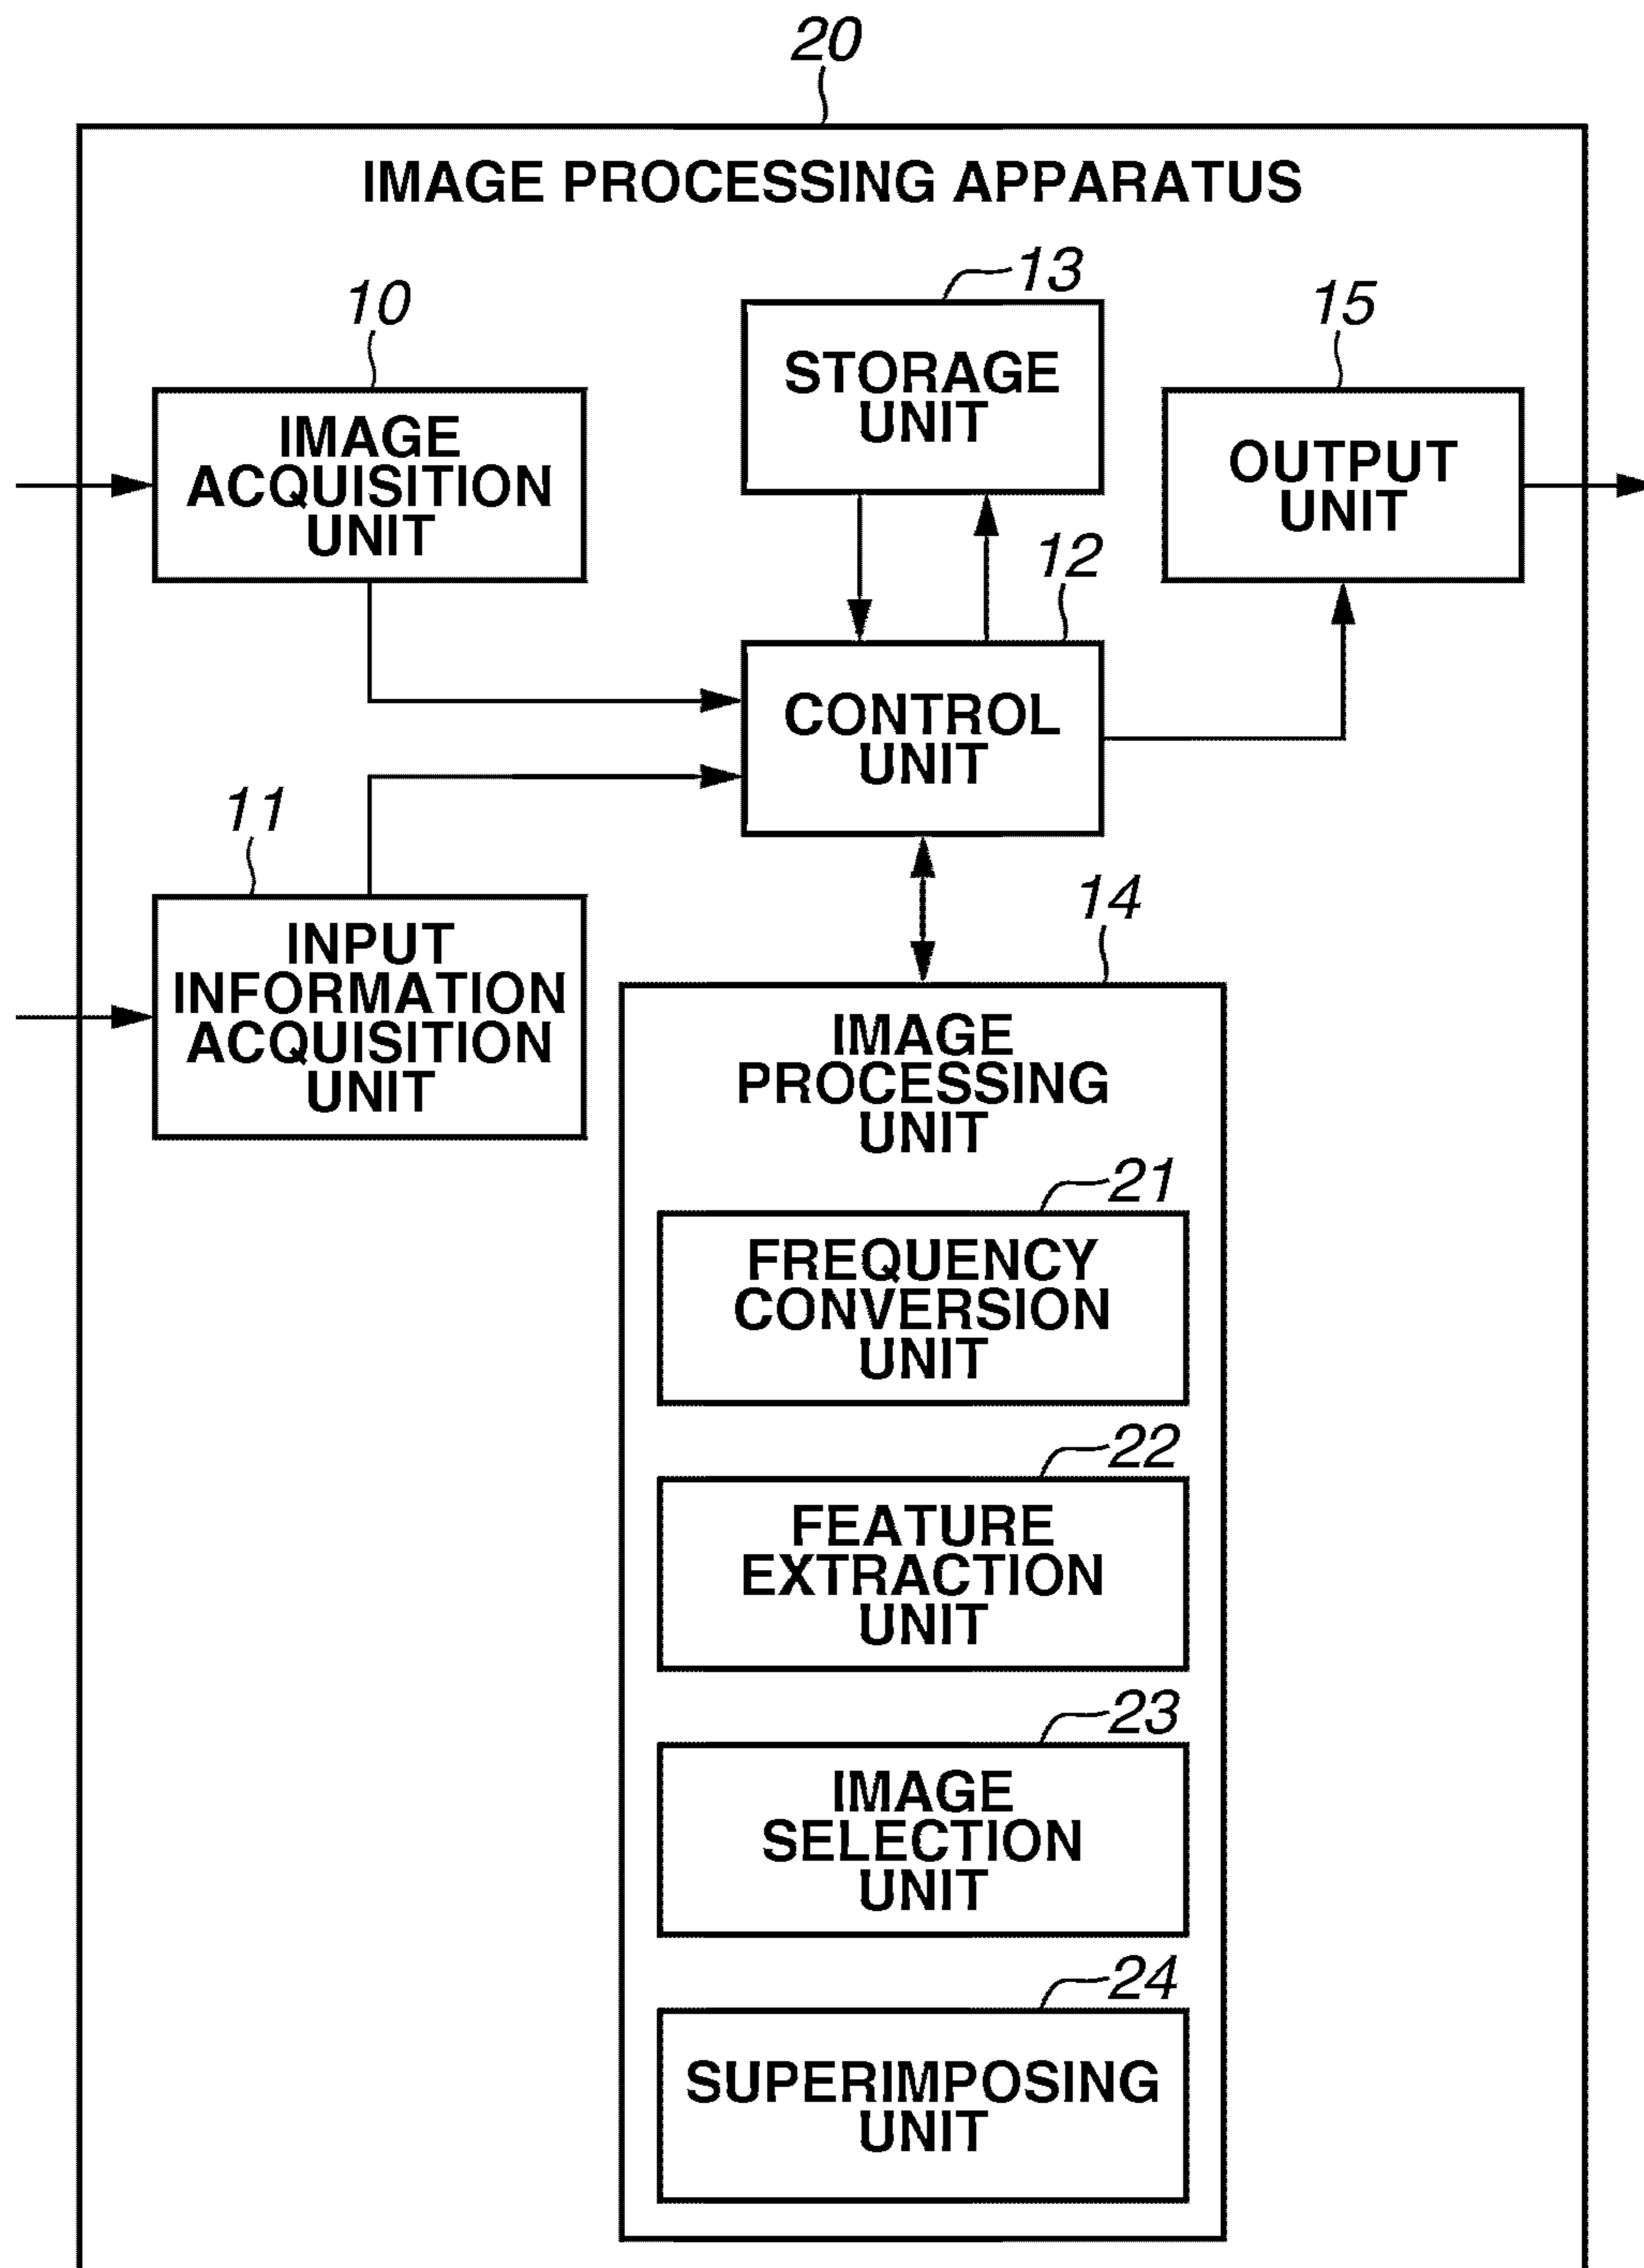 20
IMAGE PROCESSING APPARATUS
10
IMAGE
ACQUISITION
UNIT
13
STORAGE
UNIT
15
OUTPUT
UNIT
12
CONTROL
UNIT
11
INPUT
INFORMATION
ACQUISITION
UNIT
14
IMAGE
PROCESSING
UNIT
21
FREQUENCY
CONVERSION
UNIT
22
FEATURE
EXTRACTION
UNIT
23
IMAGE
SELECTION
UNIT
24
SUPERIMPOSING
UNIT